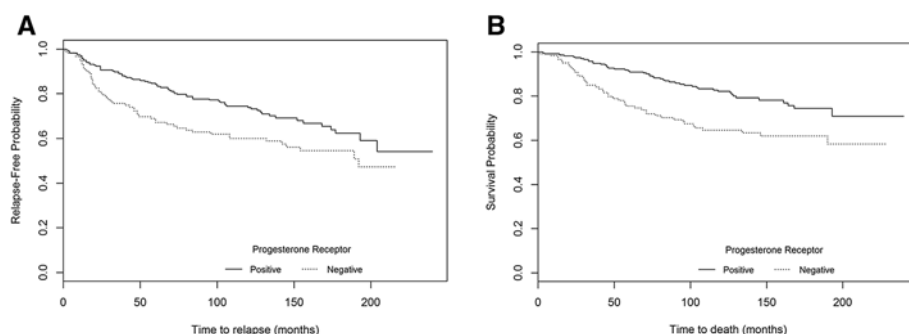 A
Relapse-Free Probability
1.0
0.8
0.6
0.4
0.2
0.0
Progesterone Receptor
Positive Negative
0 50 100 150 200
Time to relapse (months)
B
Survival Probability
1.0
0.8
0.6
0.4
0.2
0.0
Progesterone Receptor
Positive Negative
0 50 100 150 200
Time to death (months)